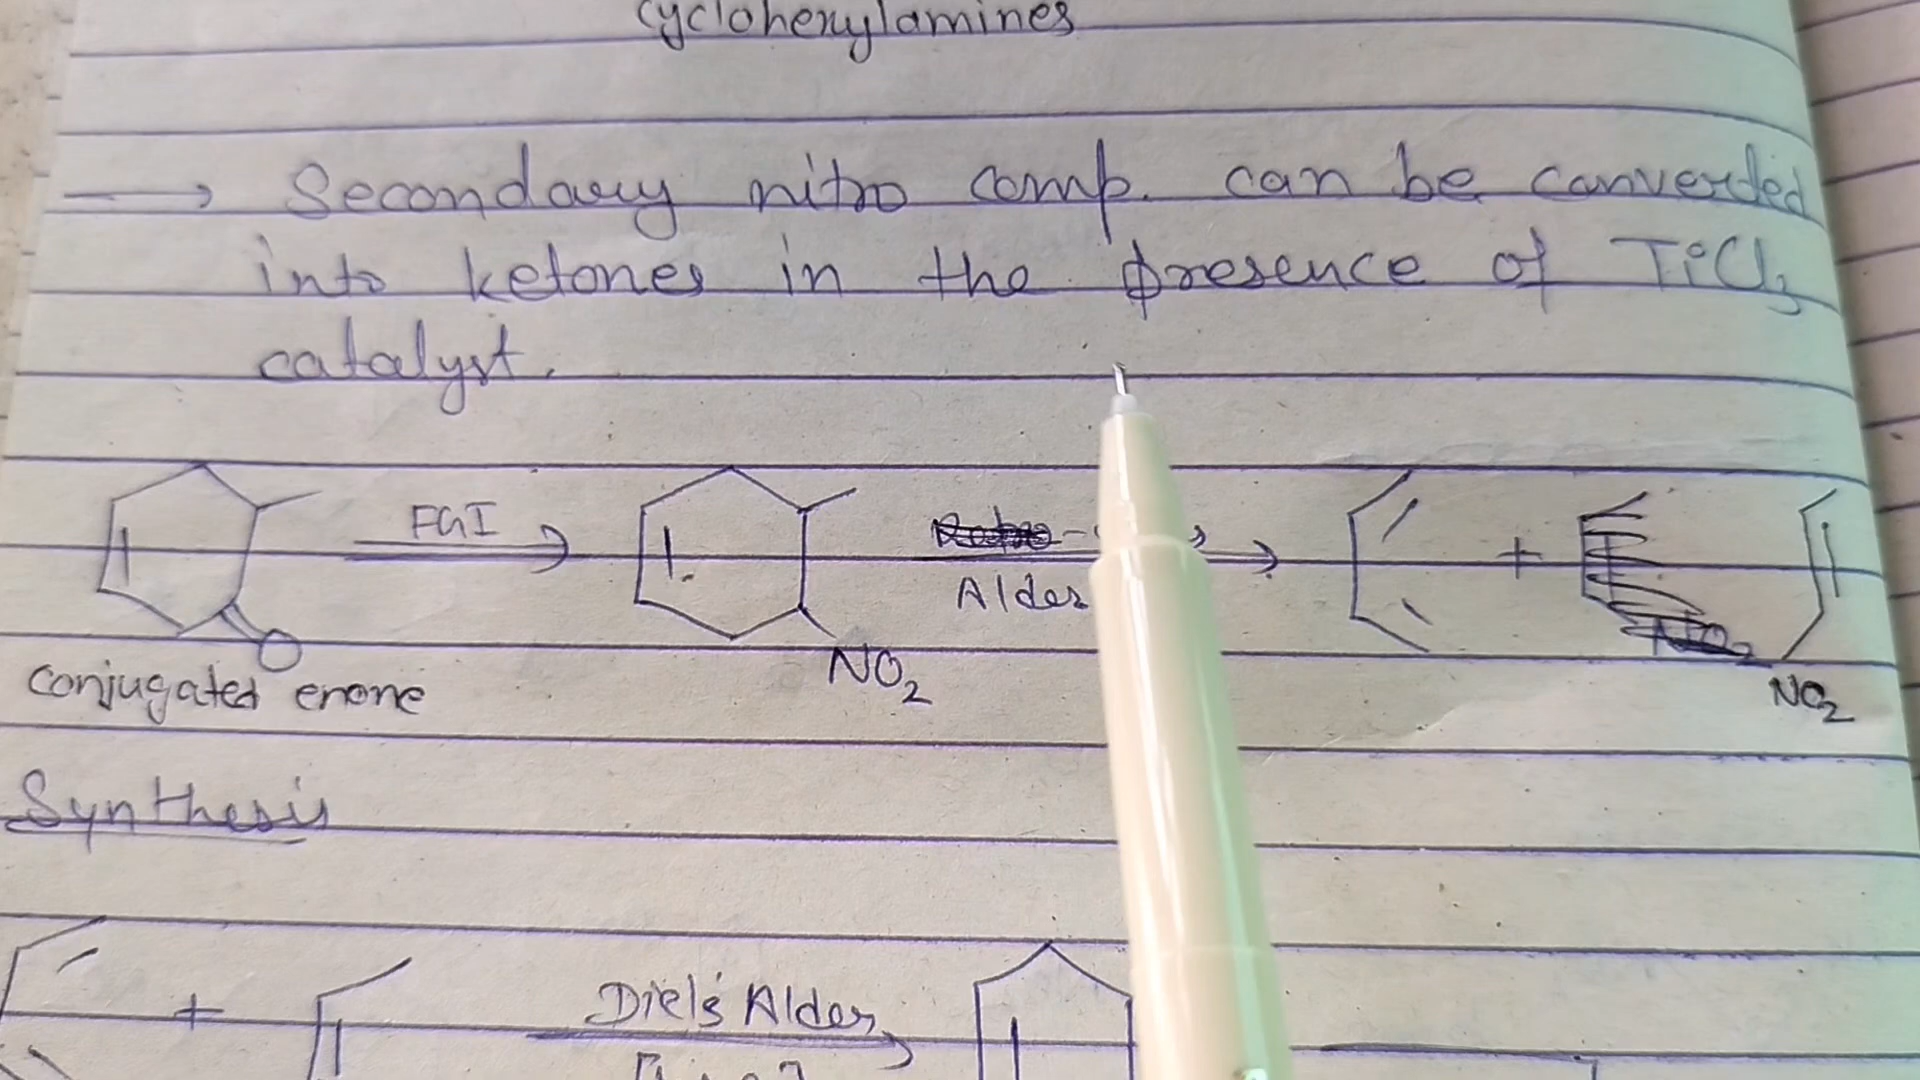 Cyclohexylamines
→ Secondary nitro comp. can be converded
into ketones in the presence of TiCl3
catalyst.
FGI
Alder
+
NO2
NO2
conjugated enone
Synthesis
+
Diels Alder